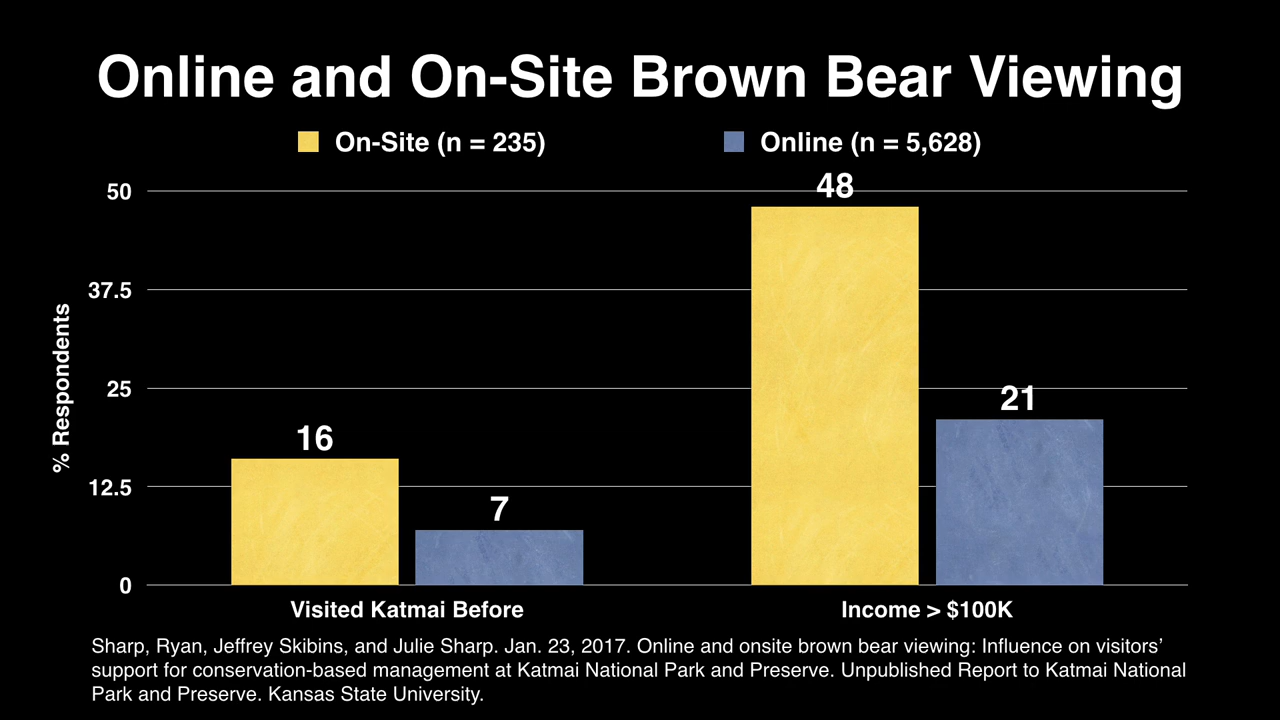 Online and On-Site Brown Bear Viewing
On-Site (n = 235)
Online (n = 5,628)
% Respondents
50
37.5
25
12.5
0
16
7
48
21
Visited Katmai Before
Income > $100K
Sharp, Ryan, Jeffrey Skibins, and Julie Sharp. Jan. 23, 2017. Online and onsite brown bear viewing: Influence on visitors’
support for conservation-based management at Katmai National Park and Preserve. Unpublished Report to Katmai National
Park and Preserve. Kansas State University.